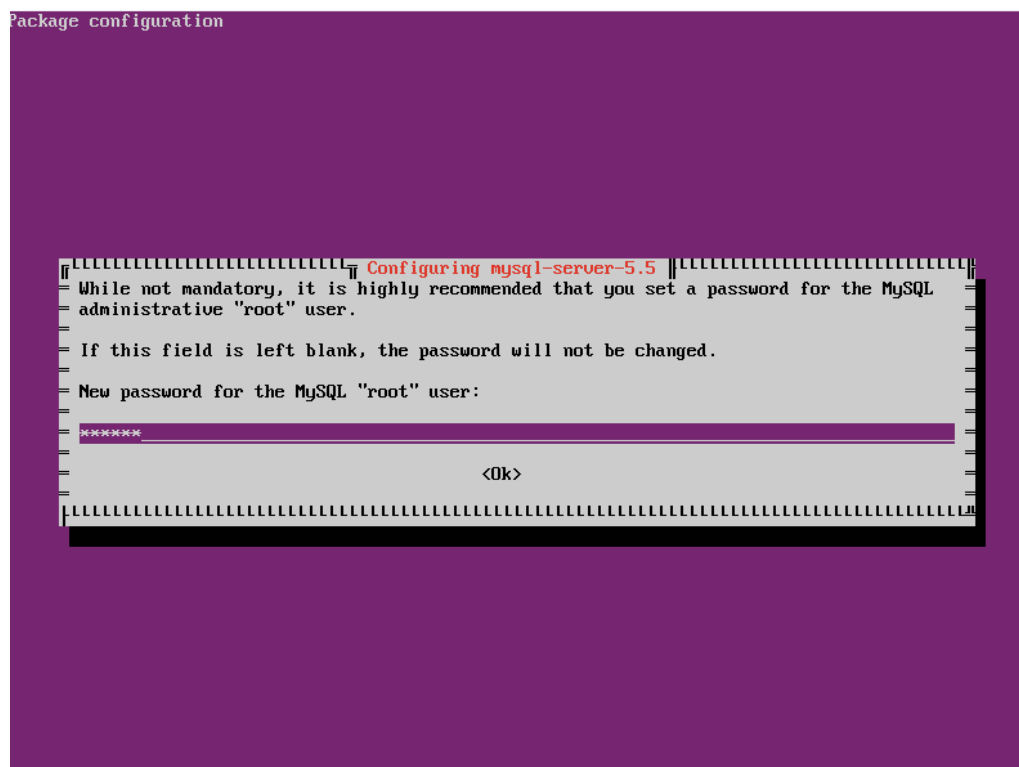 Package configuration
Configuring mysql-server-5.5
While not mandatory, it is highly recommended that you set a password for the MySQL
administrative "root" user.
If this field is left blank, the password will not be changed.
New password for the MySQL "root" user:
******
<Ok>